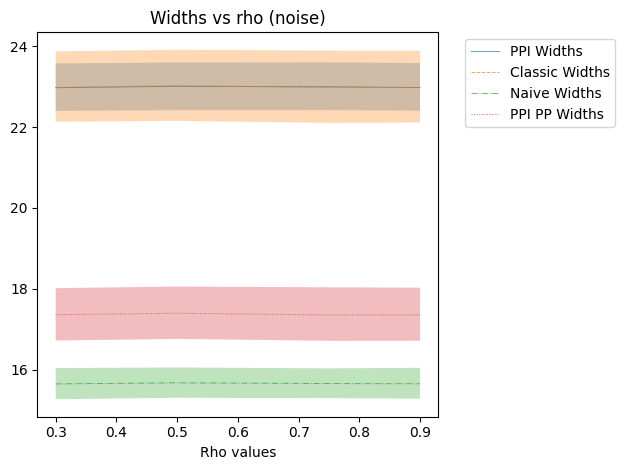 Widths vs rho (noise)
24
22
20
18
16
0.3 0.4 0.5 0.6 0.7 0.8 0.9
Rho values
PPI Widths
Classic Widths
Naive Widths
PPI PP Widths